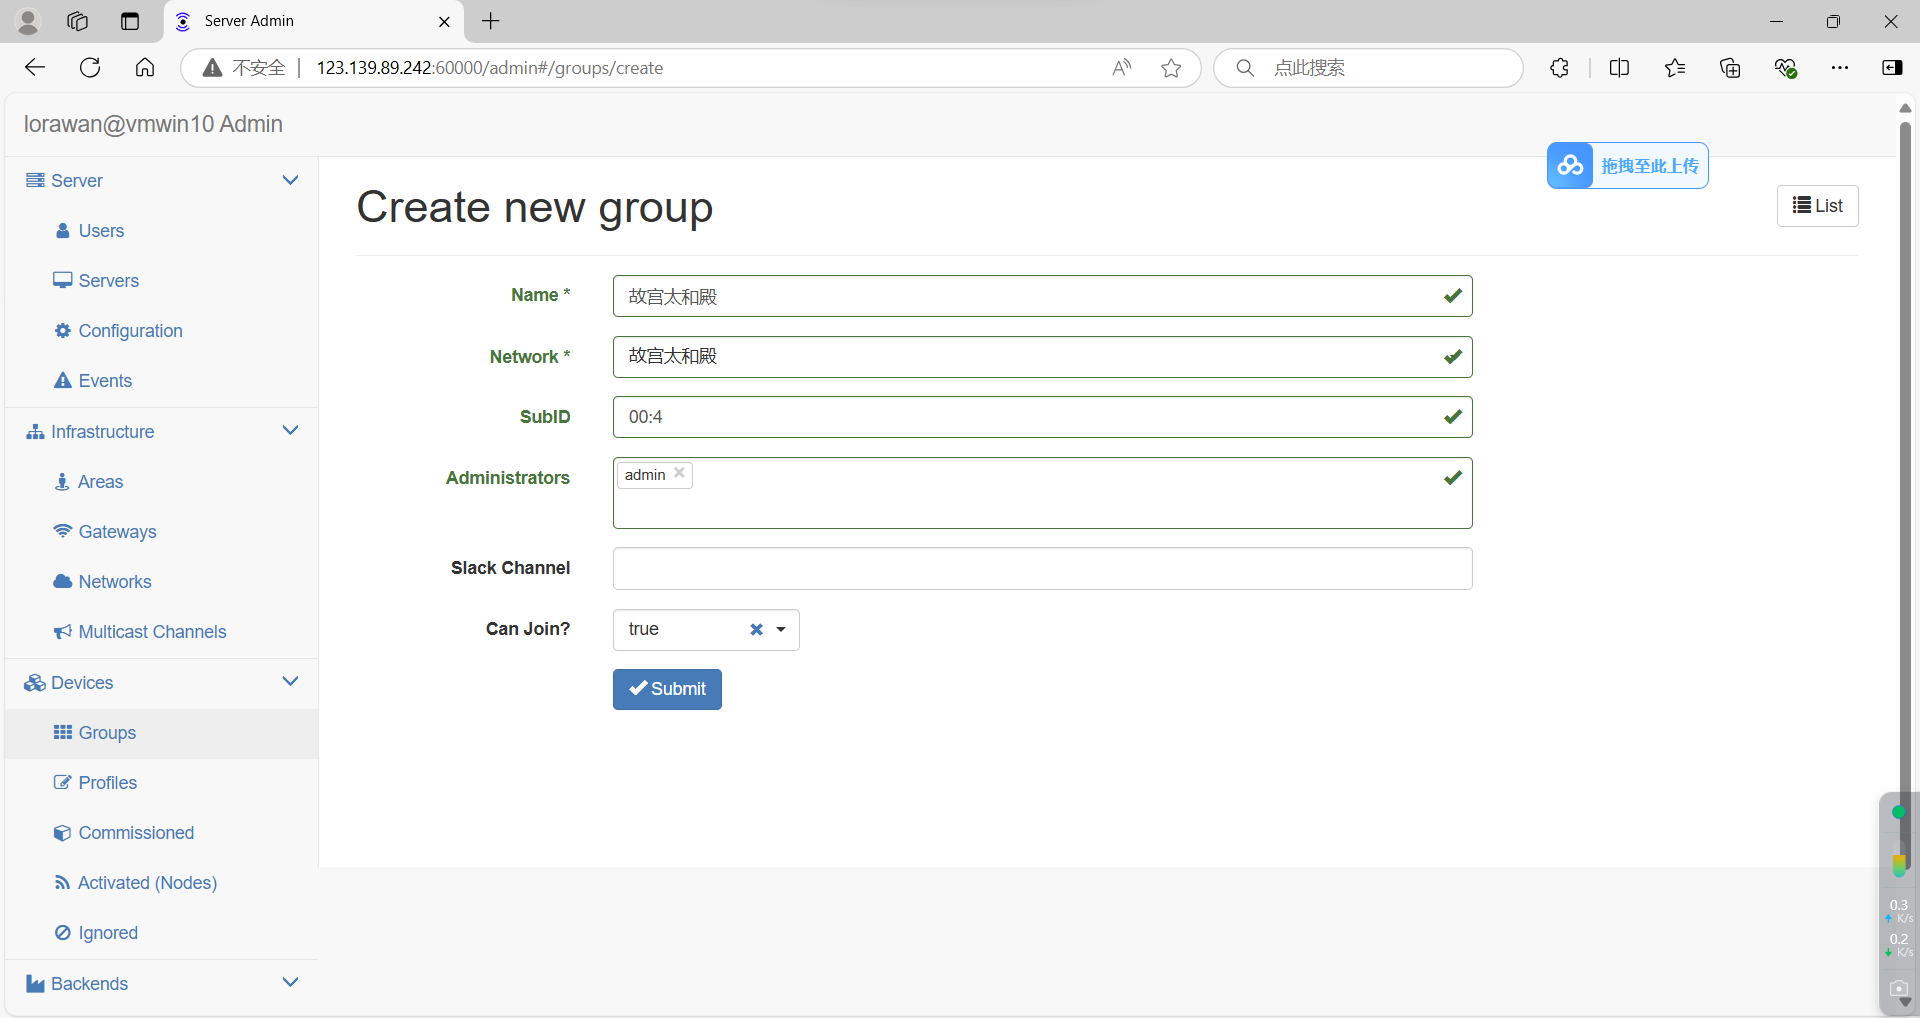 Server Admin
不安全
123.139.89.242:60000/admin#/groups/create
点此搜索
lorawan@vmwin10 Admin
拖拽至此上传
Server
Users
Servers
Configuration
Events
Infrastructure
Areas
Gateways
Networks
Multicast Channels
Devices
Groups
Profiles
Commissioned
Activated (Nodes)
Ignored
Backends
Create new group
List
Name * 故宫太和殿
Network * 故宫太和殿
SubID 00:4
Administrators admin
Slack Channel
Can Join? true
Submit
0.3
K/s
0.2
K/s